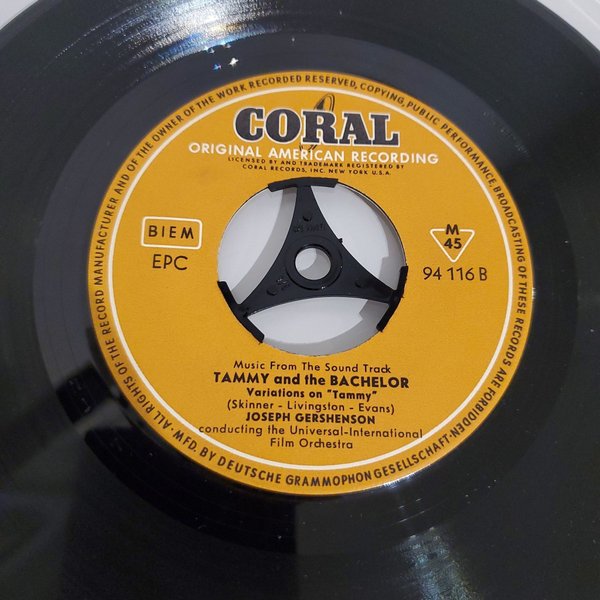 ALL RIGHTS OF THE RECORD MANUFACTURER AND OF THE OWNER OF THE WORK RECORDED RESERVED, COPYING, PUBLIC PERFORMANCE, BROADCASTING OF THESE RECORDS ARE FORBIDDEN·
CORAL
ORIGINAL AMERICAN RECORDING
LICENSED BY AND TRADEMARK REGISTERED BY
CORAL RECORDS, INC. NEW YORK U.S.A.
BIEM
EPC
M
45
94 116 B
Music From The Sound Track
TAMMY and the BACHELOR
Variations on "Tammy"
(Skinner - Livingston - Evans)
JOSEPH GERSHENSON
conducting the Universal-International
Film Orchestra
· MFD. BY DEUTSCHE GRAMMOPHON GESELLSCHAFT ·